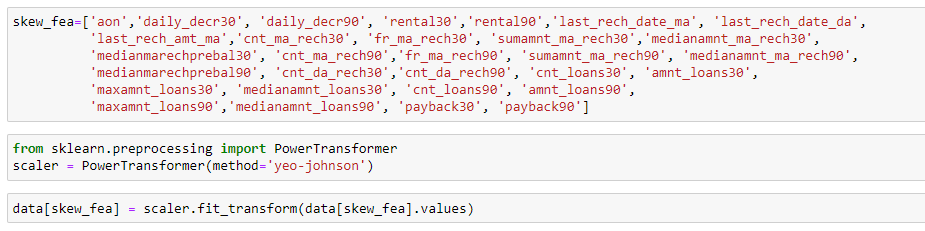 skew_fea=['aon','daily_decr30', 'daily_decr90', 'rental30','rental90','last_rech_date_ma', 'last_rech_date_da',
'last_rech_amt_ma','cnt_ma_rech30', 'fr_ma_rech30', 'sumamnt_ma_rech30','medianamnt_ma_rech30',
'medianmarechprebal30', 'cnt_ma_rech90','fr_ma_rech90', 'sumamnt_ma_rech90', 'medianamnt_ma_rech90',
'medianmarechprebal90', 'cnt_da_rech30','cnt_da_rech90', 'cnt_loans30', 'amnt_loans30',
'maxamnt_loans30', 'medianamnt_loans30', 'cnt_loans90', 'amnt_loans90',
'maxamnt_loans90','medianamnt_loans90', 'payback30', 'payback90']
from sklearn.preprocessing import PowerTransformer
scaler = PowerTransformer(method='yeo-johnson')
data[skew_fea] = scaler.fit_transform(data[skew_fea].values)